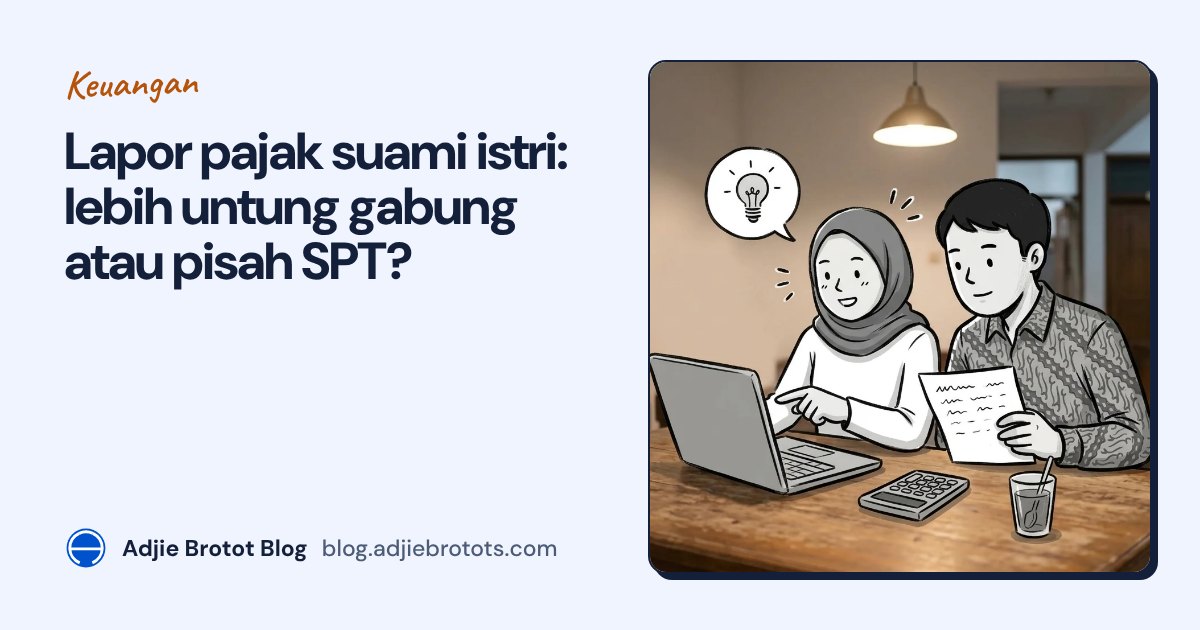 Keuangan
Lapor pajak suami istri:
lebih untung gabung
atau pisah SPT?
Adjie Brotot Blog blog.adjiebrotots.com